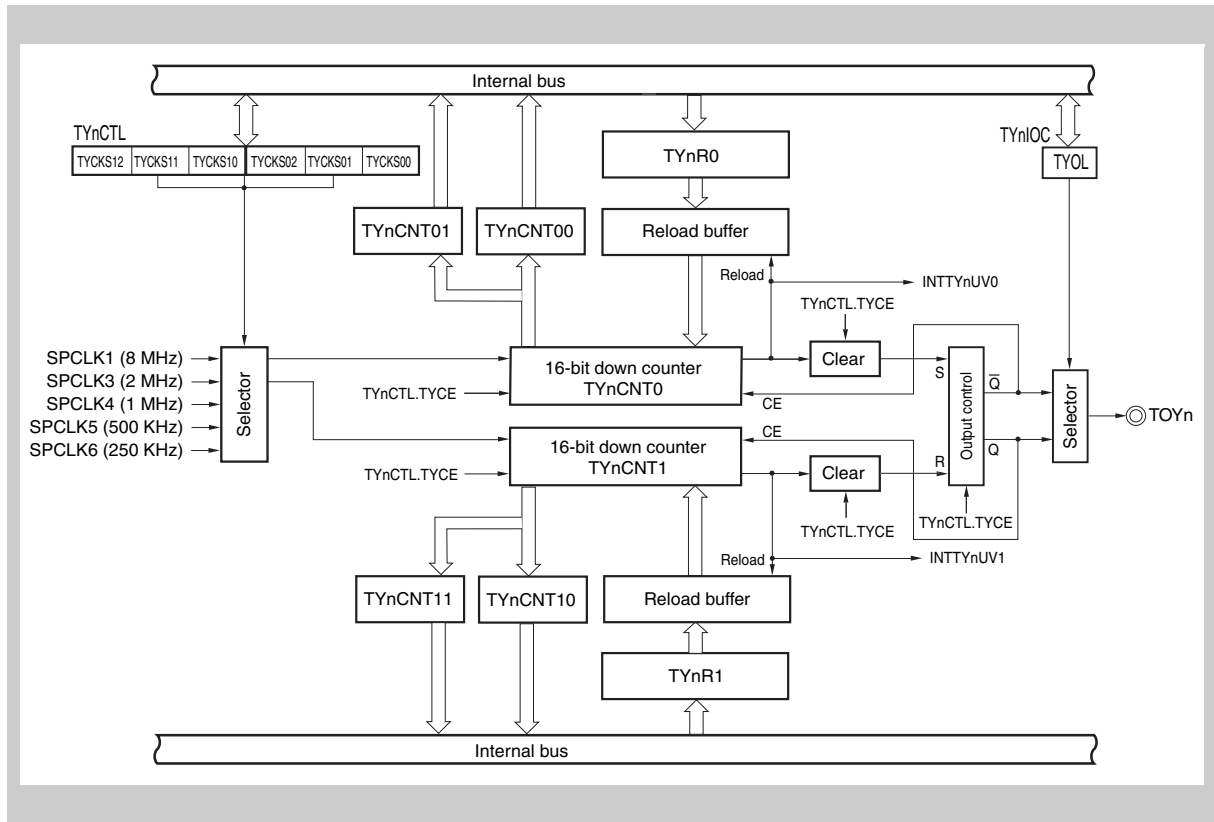 Internal bus
TYnCTL
TYCKS12 TYCKS11 TYCKS10 TYCKS02 TYCKS01 TYCKS00
TYnR0
TYnIOC
TYOL
TYnCNT01
TYnCNT00
Reload buffer
Reload
INTTYnUV0
TYnCTL.TYCE
SPCLK1 (8 MHz)
SPCLK3 (2 MHz)
SPCLK4 (1 MHz)
SPCLK5 (500 KHz)
SPCLK6 (250 KHz)
Selector
16-bit down counter
TYnCNT0
TYnCTL.TYCE
Clear
S
CE
CE
Output control
Q̅
Q
R
Selector
TOYn
16-bit down counter
TYnCNT1
TYnCTL.TYCE
Clear
TYnCTL.TYCE
TYnCTL.TYCE
Reload
INTTYnUV1
TYnCNT11
TYnCNT10
Reload buffer
TYnR1
Internal bus